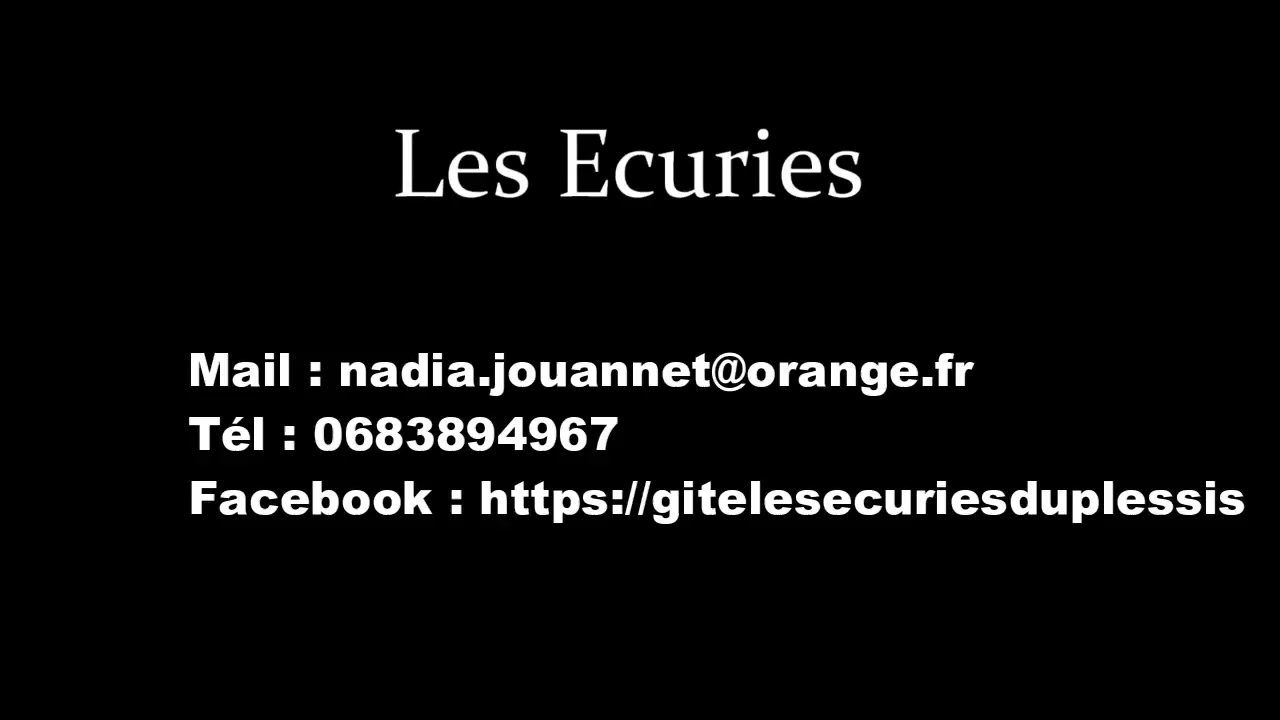 Les Ecuries
Mail : nadia.jouannet@orange.fr
Tél : 0683894967
Facebook : https://gitelesecuriesduplessis